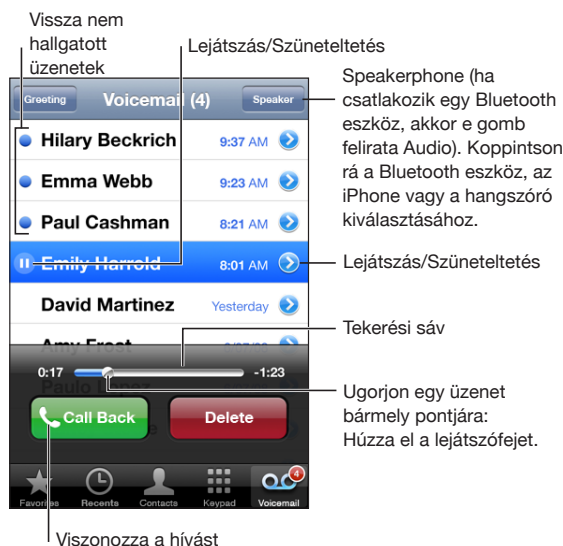 Vissza nem
hallgatott
üzenetek
Lejátszás/Szüneteltetés
Greeting
Voicemail (4)
Speaker
Speakerphone (ha
csatlakozik egy Bluetooth
eszköz, akkor e gomb
felirata Audio). Koppintson
rá a Bluetooth eszköz, az
iPhone vagy a hangszóró
kiválasztásához.
Hilary Beckrich 9:37 AM
Emma Webb 9:23 AM
Paul Cashman 8:21 AM
Emily Harrold 8:01 AM
Lejátszás/Szüneteltetés
David Martinez Yesterday
Amy Frost
Tekerési sáv
0:17 -1:23
Paulo Lopez
Ugorjon egy üzenet
bármely pontjára:
Húzza el a lejátszófejet.
Call Back
Delete
Favorites
Recents
Contacts
Keypad
Voicemail
4
Viszonozza a hívást